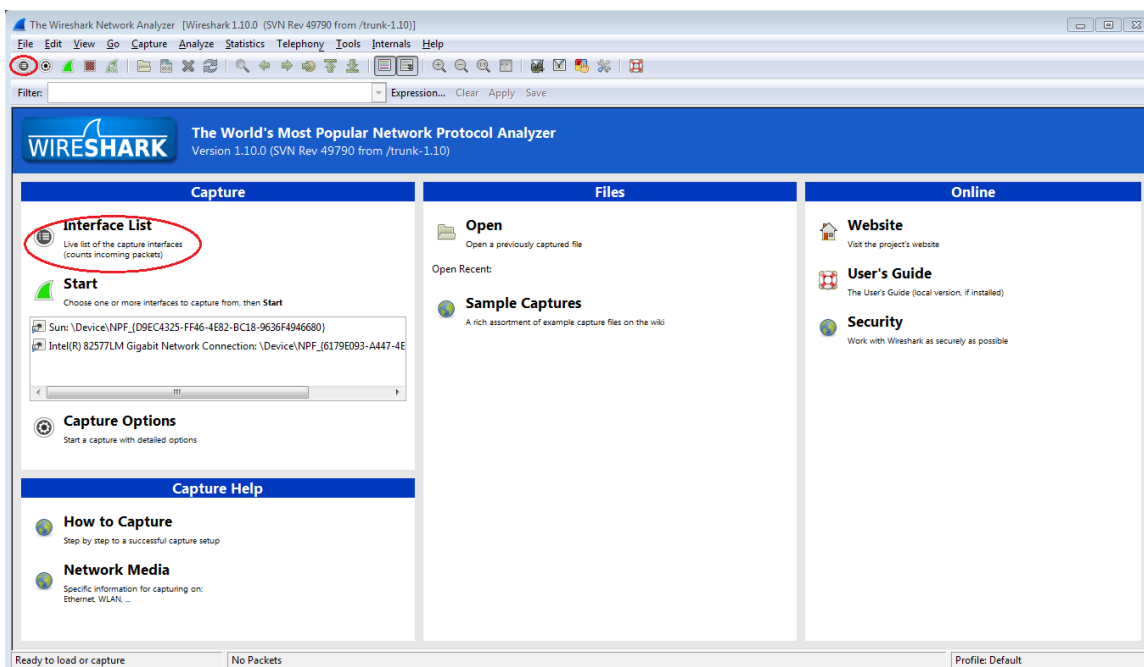 The Wireshark Network Analyzer [Wireshark 1.10.0 (SVN Rev 49790 from /trunk-1.10)]
File Edit View Go Capture Analyze Statistics Telephony Tools Internals Help
Filter: Expression... Clear Apply Save
WIRESHARK
The World's Most Popular Network Protocol Analyzer
Version 1.10.0 (SVN Rev 49790 from /trunk-1.10)
Capture
Interface List
Live list of the capture interfaces
(counts incoming packets)
Start
Choose one or more interfaces to capture from, then Start
Sun: \Device\NPF_{D9EC4325-FF46-4E82-BC18-9636F4946680}
Intel(R) 82577LM Gigabit Network Connection: \Device\NPF_{6179E093-A447-4E
Capture Options
Start a capture with detailed options
Capture Help
How to Capture
Step by step to a successful capture setup
Network Media
Specific information for capturing on:
Ethernet, WLAN, ...
Files
Open
Open a previously captured file
Open Recent:
Sample Captures
A rich assortment of example capture files on the wiki
Online
Website
Visit the project's website
User's Guide
The User's Guide (local version, if installed)
Security
Work with Wireshark as securely as possible
Ready to load or capture
No Packets
Profile: Default